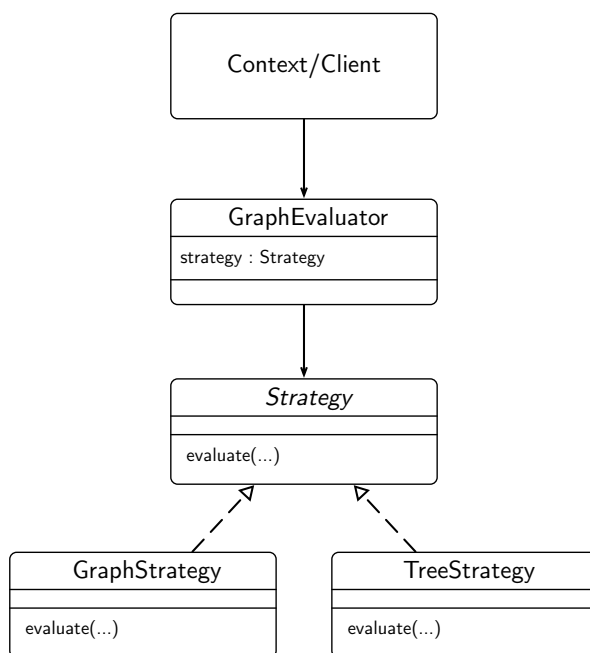 Context/Client
GraphEvaluator
strategy : Strategy
Strategy
evaluate(...)
GraphStrategy
evaluate(...)
TreeStrategy
evaluate(...)